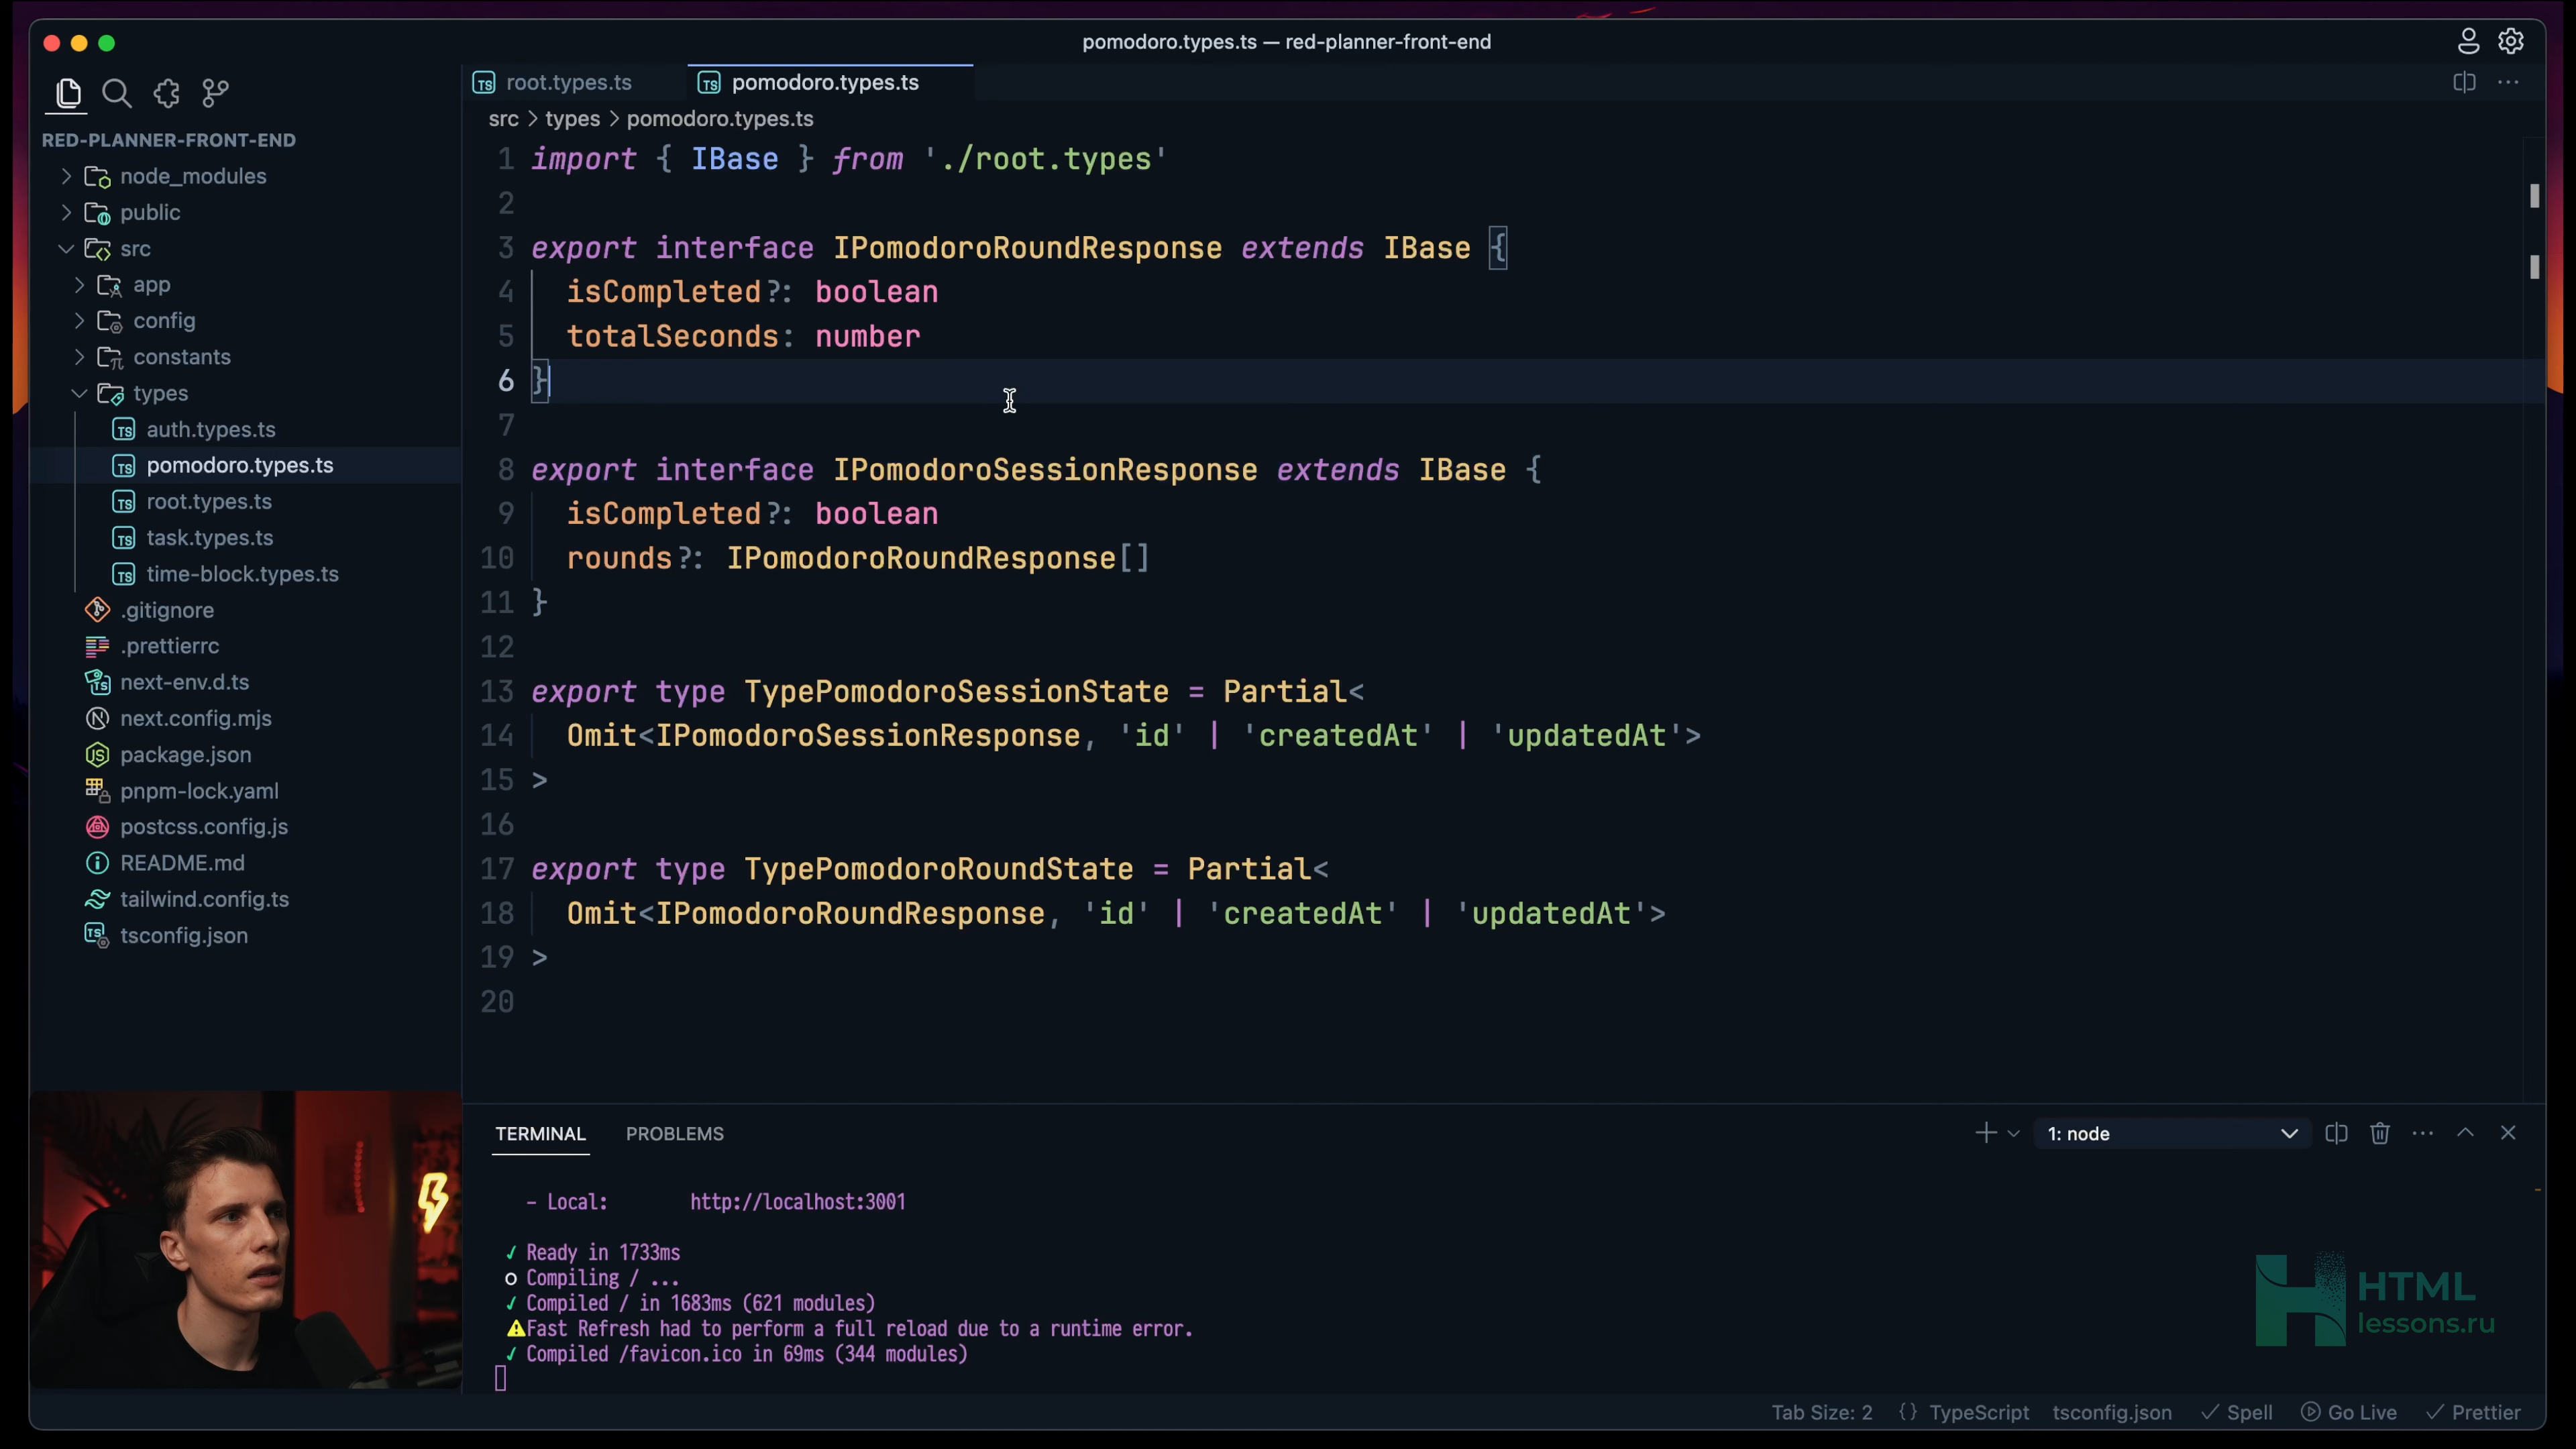 pomodoro.types.ts — red-planner-front-end
root.types.ts
pomodoro.types.ts
src > types > pomodoro.types.ts
RED-PLANNER-FRONT-END
node_modules
public
src
app
config
constants
types
auth.types.ts
pomodoro.types.ts
root.types.ts
task.types.ts
time-block.types.ts
.gitignore
.prettierrc
next-env.d.ts
next.config.mjs
package.json
pnpm-lock.yaml
postcss.config.js
README.md
tailwind.config.ts
tsconfig.json
1 import { IBase } from './root.types'
2
3 export interface IPomodoroRoundResponse extends IBase {
4 isCompleted?: boolean
5 totalSeconds: number
6 }
7
8 export interface IPomodoroSessionResponse extends IBase {
9 isCompleted?: boolean
10 rounds?: IPomodoroRoundResponse[]
11 }
12
13 export type TypePomodoroSessionState = Partial<
14 Omit<IPomodoroSessionResponse, 'id' | 'createdAt' | 'updatedAt'>
15 >
16
17 export type TypePomodoroRoundState = Partial<
18 Omit<IPomodoroRoundResponse, 'id' | 'createdAt' | 'updatedAt'>
19 >
20
TERMINAL PROBLEMS
1: node
- Local: http://localhost:3001
✓ Ready in 1733ms
○ Compiling / ...
✓ Compiled / in 1683ms (621 modules)
⚠Fast Refresh had to perform a full reload due to a runtime error.
✓ Compiled /favicon.ico in 69ms (344 modules)
HTML
lessons.ru
Tab Size: 2 {} TypeScript tsconfig.json ✓ Spell Go Live ✓ Prettier